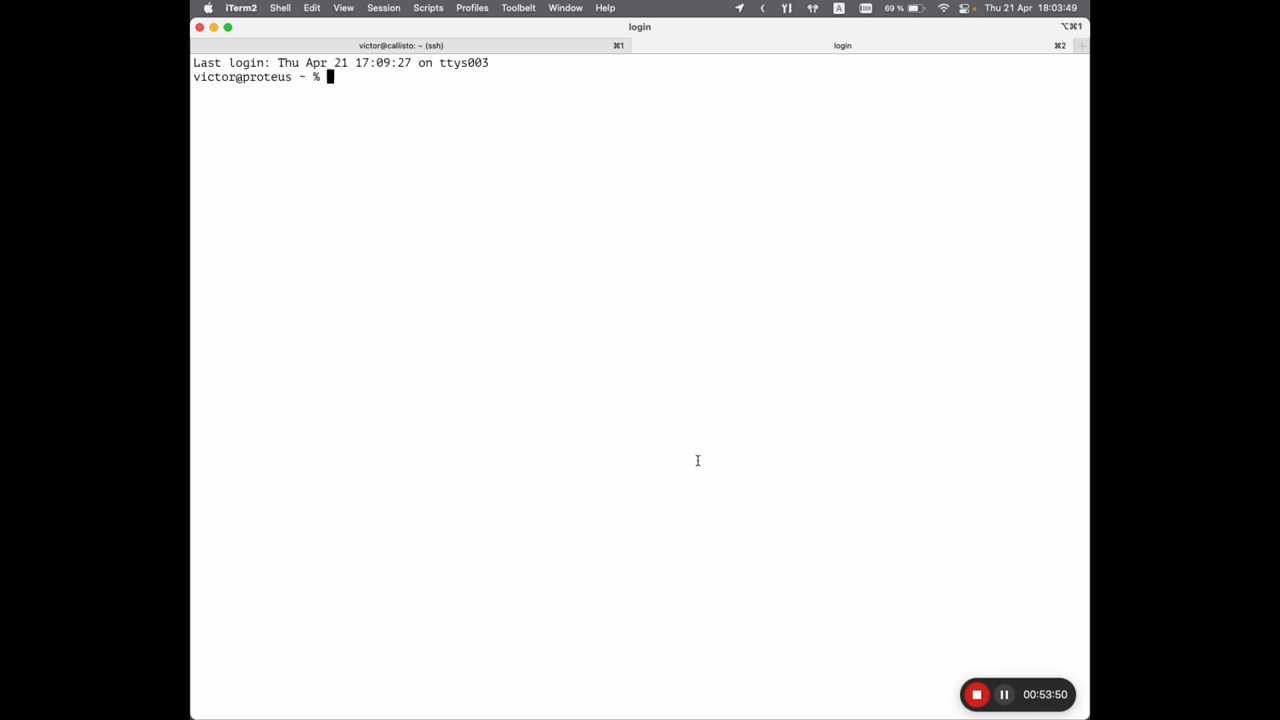 iTerm2 Shell Edit View Session Scripts Profiles Toolbelt Window Help A 69 % Thu 21 Apr 18:03:49
login ⌥⌘1
victor@callisto: ~ (ssh) ⌘1 login ⌘2
Last login: Thu Apr 21 17:09:27 on ttys003
victor@proteus ~ %
00:53:50